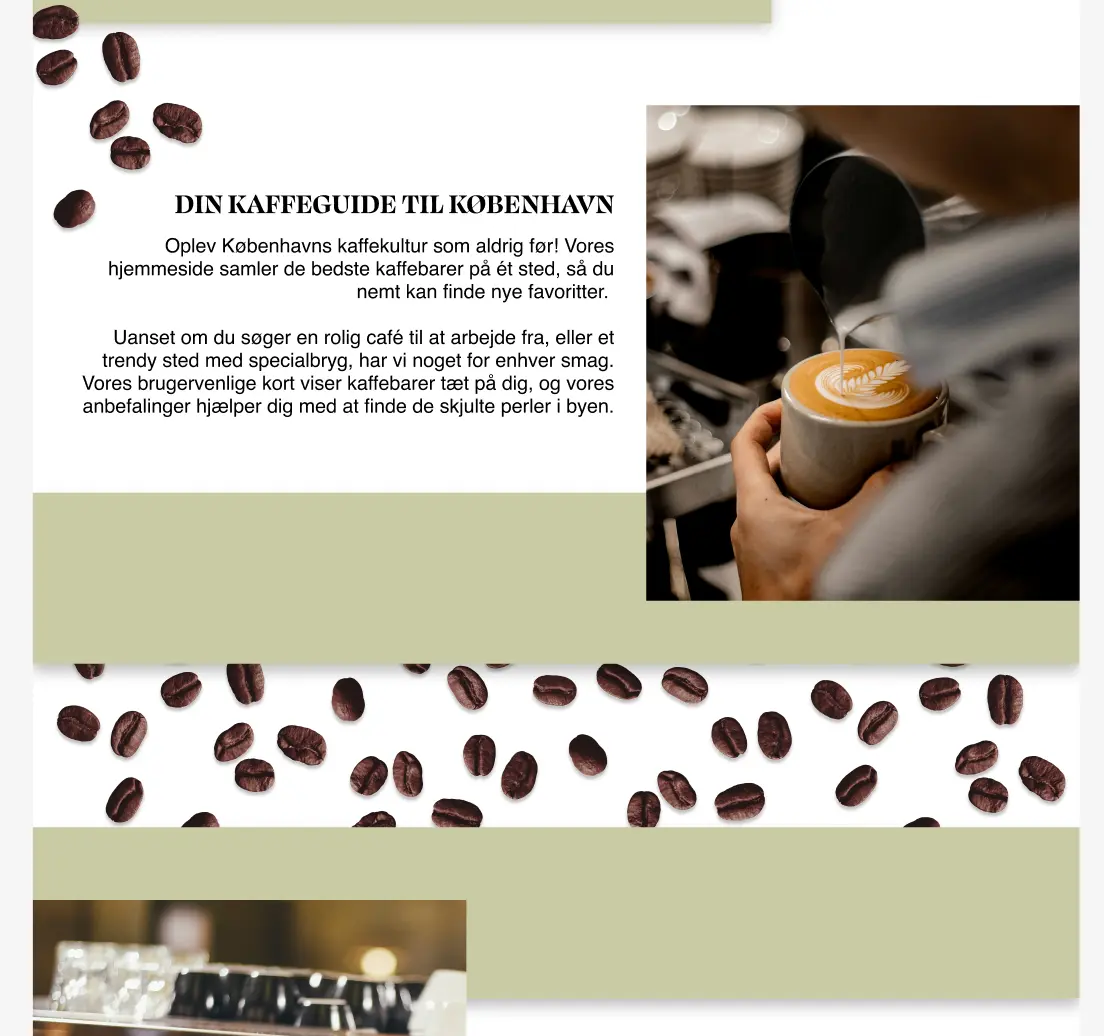 DIN KAFFEGUIDE TIL KØBENHAVN
Oplev Københavns kaffekultur som aldrig før! Vores
hjemmeside samler de bedste kaffebarer på ét sted, så du
nemt kan finde nye favoritter.
Uanset om du søger en rolig café til at arbejde fra, eller et
trendy sted med specialbryg, har vi noget for enhver smag.
Vores brugervenlige kort viser kaffebarer tæt på dig, og vores
anbefalinger hjælper dig med at finde de skjulte perler i byen.